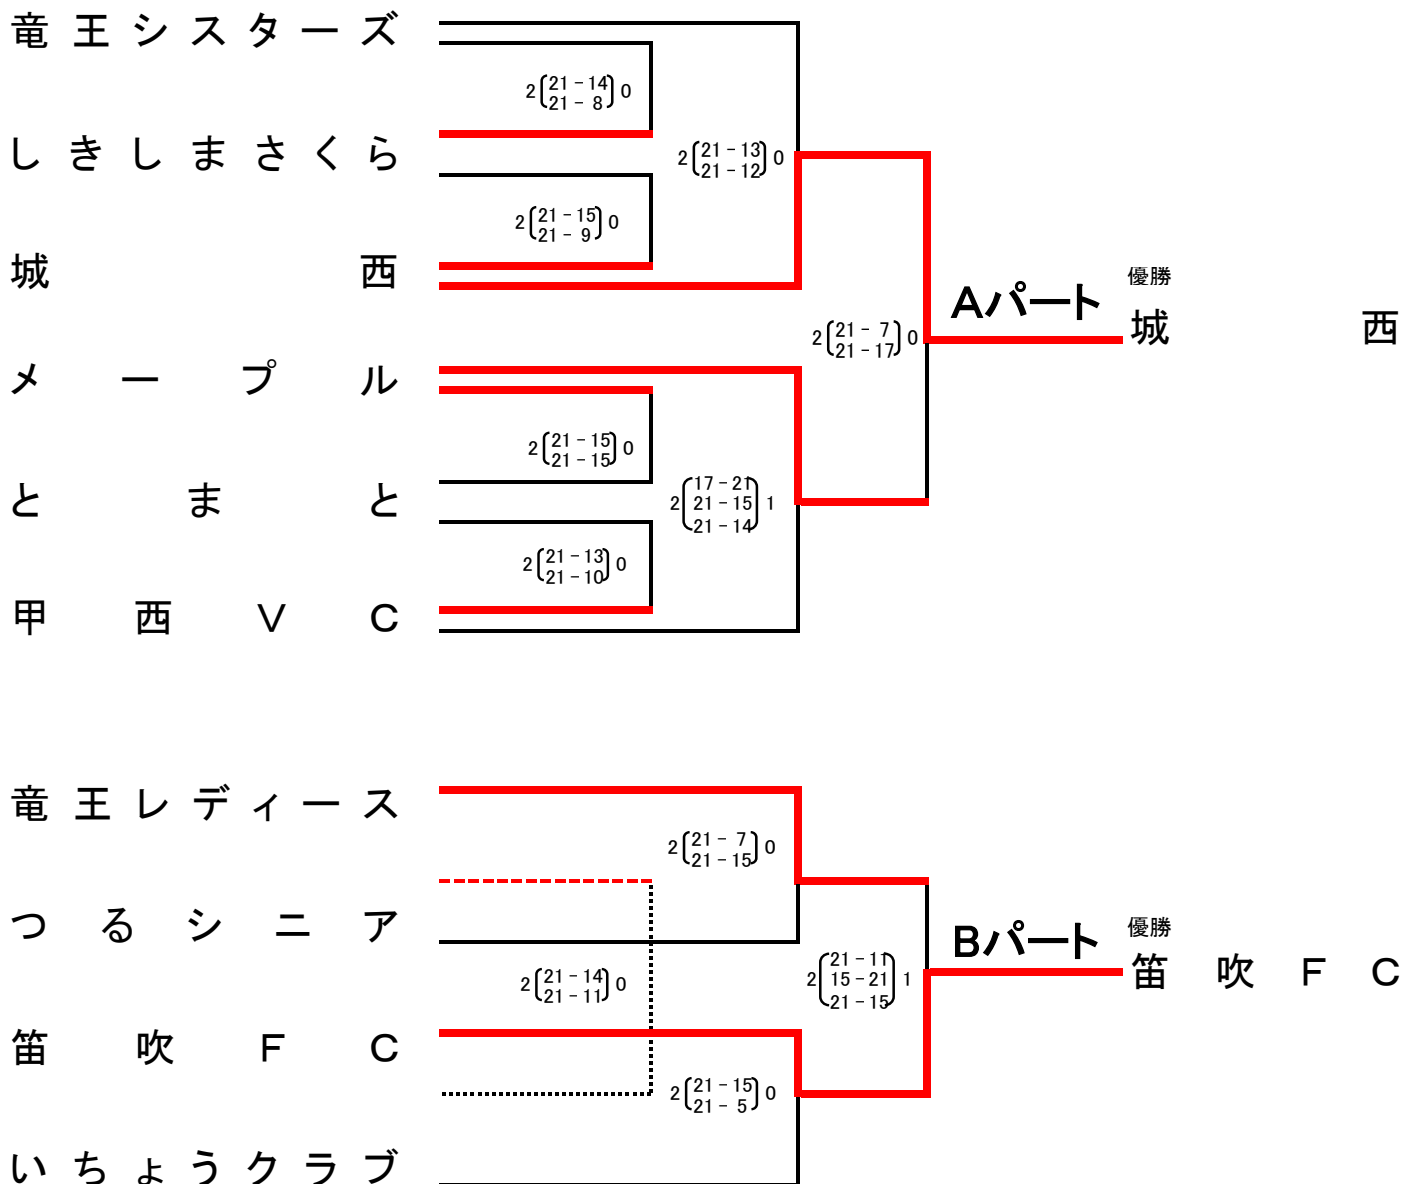 竜王シスターズ
2 21-14 0
21- 8
しきしまさくら
2 21-13 0
21-12
2 21-15 0
21- 9
城西
優勝
Aパート
城西
2 21- 7 0
21-17
メープル
2 21-15 0
21-15
とまと
17-21
2 21-15 1
21-14
2 21-13 0
21-10
甲西VC
竜王レディース
2 21- 7 0
21-15
つるシニア
優勝
Bパート
笛吹FC
2 21-14 0
21-11
21-11
2 15-21 1
21-15
笛吹FC
2 21-15 0
21- 5
いちょうクラブ